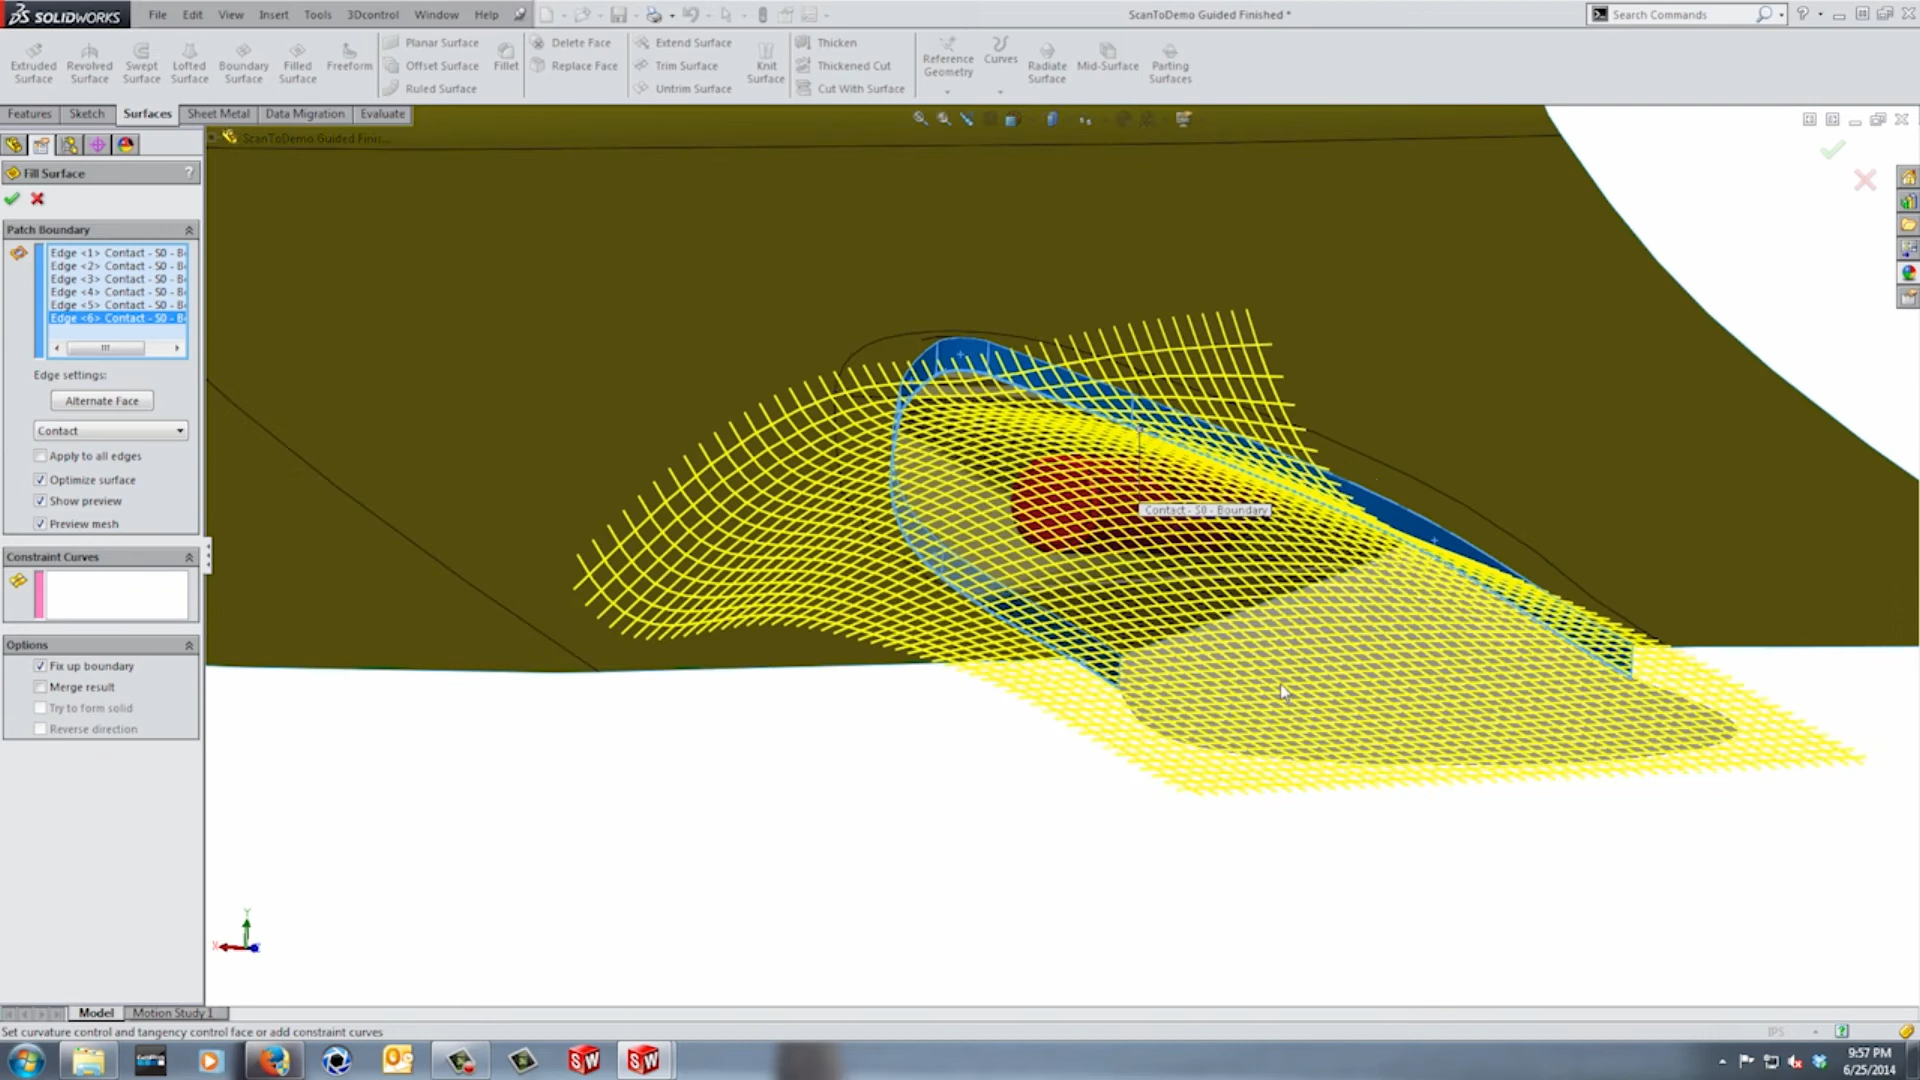 SOLIDWORKS
File Edit View Insert Tools 3Dcontrol Window Help
ScanToDemo Guided Finished *
Search Commands
Extruded Surface
Revolved Surface
Swept Surface
Lofted Surface
Boundary Surface
Filled Surface
Freeform
Planar Surface
Offset Surface
Ruled Surface
Fillet
Delete Face
Replace Face
Extend Surface
Trim Surface
Untrim Surface
Knit Surface
Thicken
Thickened Cut
Cut With Surface
Reference Geometry
Curves
Radiate Surface
Mid-Surface
Parting Surfaces
Features Sketch Surfaces Sheet Metal Data Migration Evaluate
ScanToDemo Guided Finis...
Fill Surface ?
Patch Boundary
Edge <1> Contact - S0 - B
Edge <2> Contact - S0 - B
Edge <3> Contact - S0 - B
Edge <4> Contact - S0 - B
Edge <5> Contact - S0 - B
Edge <6> Contact - S0 - B
Edge settings:
Alternate Face
Contact
Apply to all edges
Optimize surface
Show preview
Preview mesh
Constraint Curves
Options
Fix up boundary
Merge result
Try to form solid
Reverse direction
Contact - S0 - Boundary
Y
X
Model Motion Study 1
Set curvature control and tangency control face or add constraint curves
IPS
9:57 PM
6/25/2014